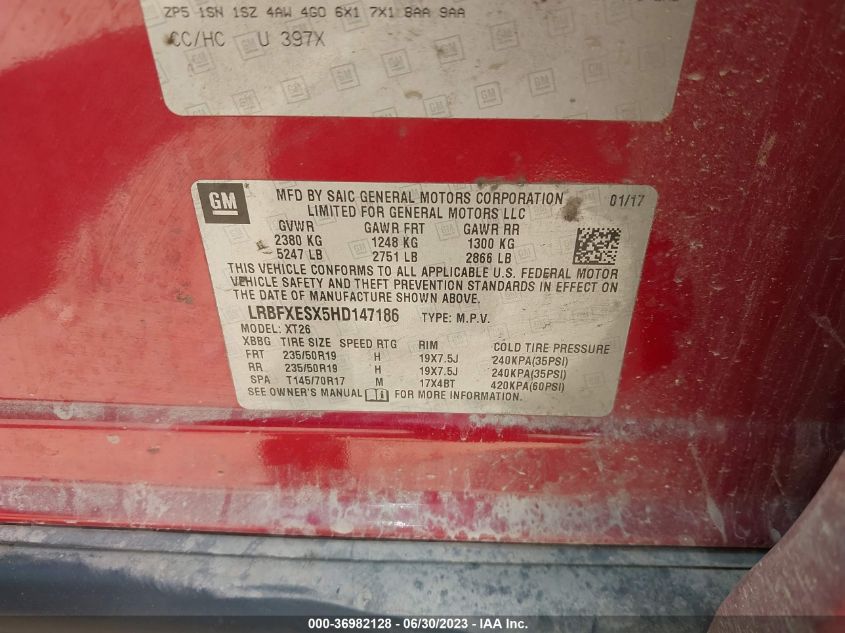 ZP5 1SN 1SZ 4AW 4GO 6X1 7X1 8AA 9AA
CC/HC U 397X
GM
MFD BY SAIC GENERAL MOTORS CORPORATION 01/17
LIMITED FOR GENERAL MOTORS LLC
GVWR GAWR FRT GAWR RR
2380 KG 1248 KG 1300 KG
5247 LB 2751 LB 2866 LB
THIS VEHICLE CONFORMS TO ALL APPLICABLE U.S. FEDERAL MOTOR
VEHICLE SAFETY AND THEFT PREVENTION STANDARDS IN EFFECT ON
THE DATE OF MANUFACTURE SHOWN ABOVE.
LRBFXESX5HD147186 TYPE: M.P.V.
MODEL: XT26
XBBG TIRE SIZE SPEED RTG RIM COLD TIRE PRESSURE
FRT 235/50R19 H 19X7.5J 240KPA(35PSI)
RR 235/50R19 H 19X7.5J 240KPA(35PSI)
SPA T145/70R17 M 17X4BT 420KPA(60PSI)
SEE OWNER'S MANUAL FOR MORE INFORMATION.
000-36982128 - 06/30/2023 - IAA Inc.